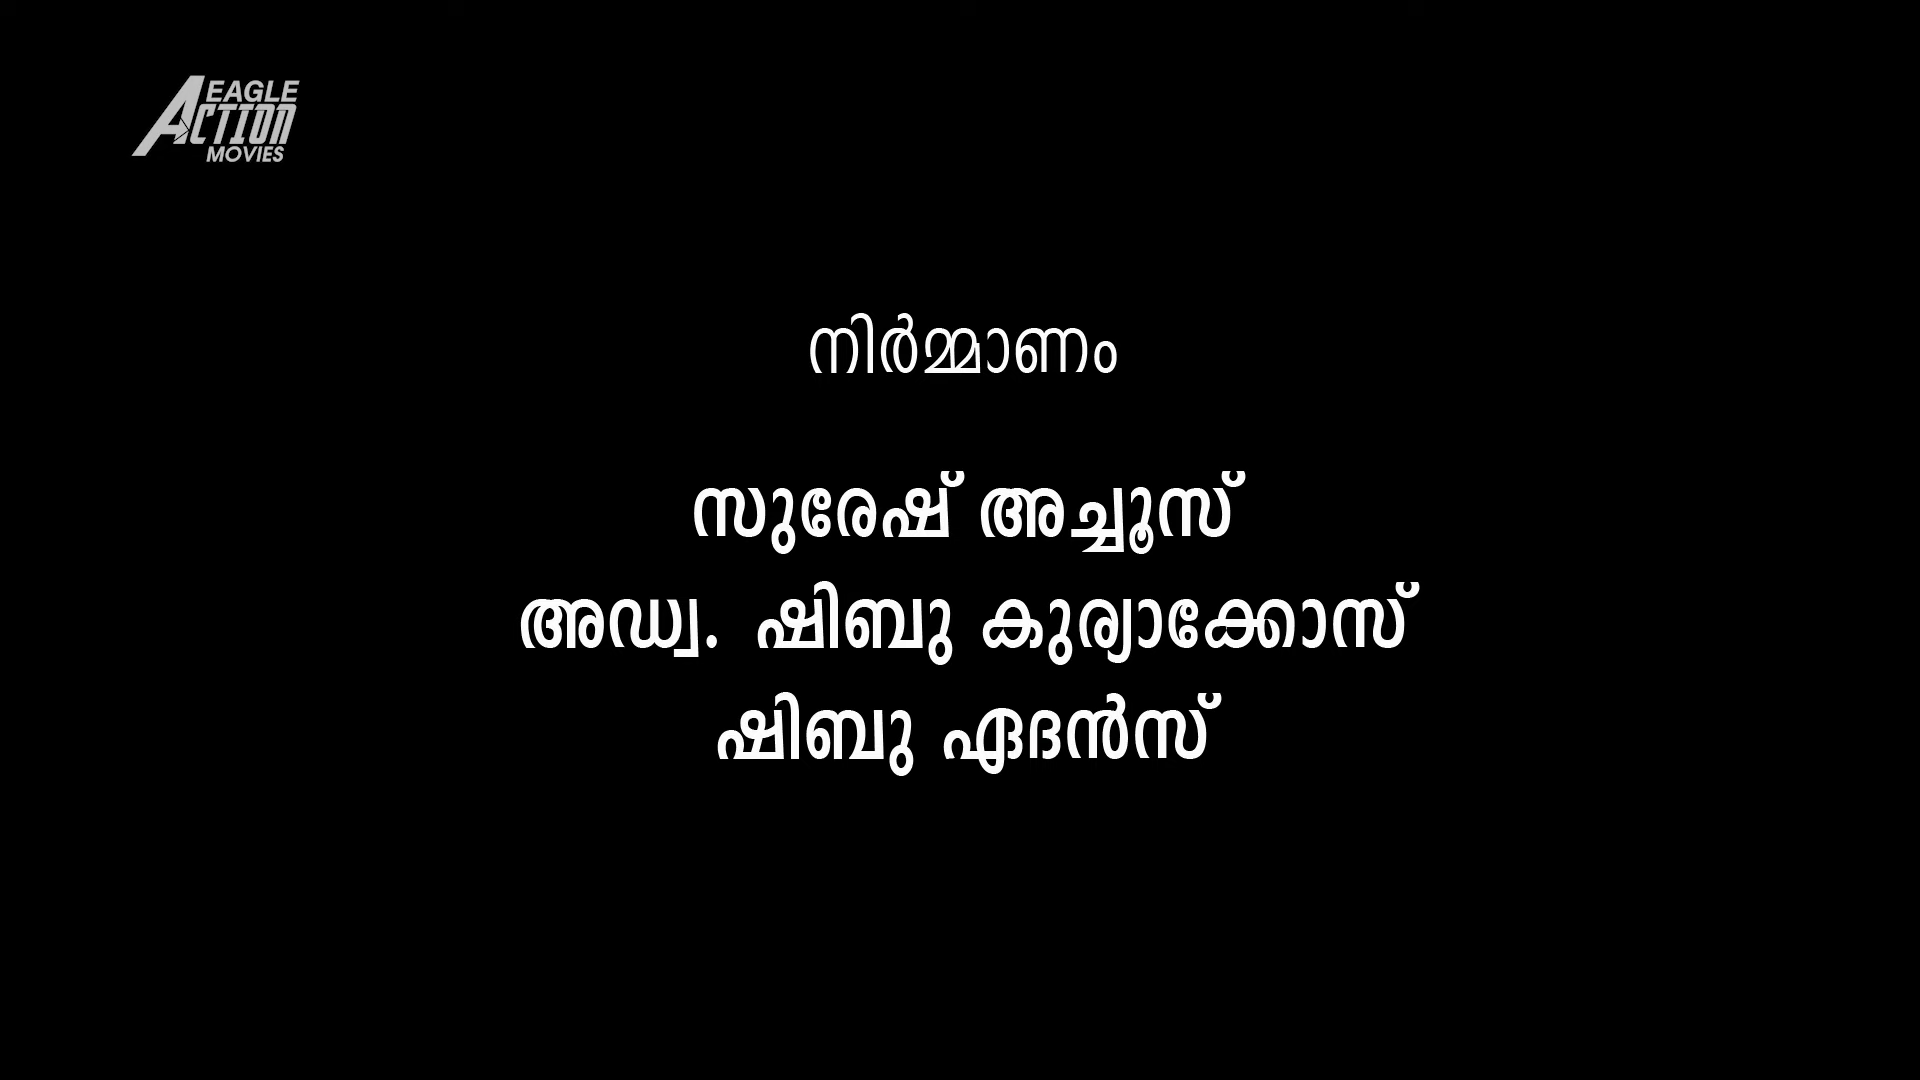 EAGLE
ACTION
MOVIES
നിർമ്മാണം
സുരേഷ് അച്ചൂസ്
അഡ്വ. ഷിബു കുര്യാക്കോസ്
ഷിബു ഏദൻസ്